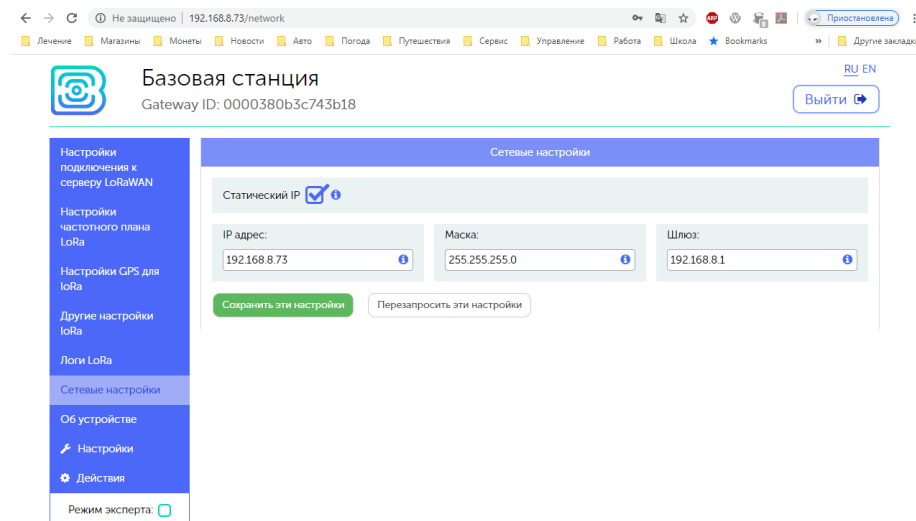 Не защищено | 192.168.8.73/network
Приостановлена
Лечение Магазины Монеты Новости Авто Погода Путешествия Сервис Управление Работа Школа Bookmarks » Другие закладки
Базовая станция
Gateway ID: 0000380b3c743b18
RU EN
Выйти
Настройки
подключения к
серверу LoRaWAN
Настройки
частотного плана
LoRa
Настройки GPS для
loRa
Другие настройки
loRa
Логи LoRa
Сетевые настройки
Об устройстве
Настройки
Действия
Режим эксперта:
Сетевые настройки
Статический IP
IP адрес:
192.168.8.73
Маска:
255.255.255.0
Шлюз:
192.168.8.1
Сохранить эти настройки
Перезапросить эти настройки